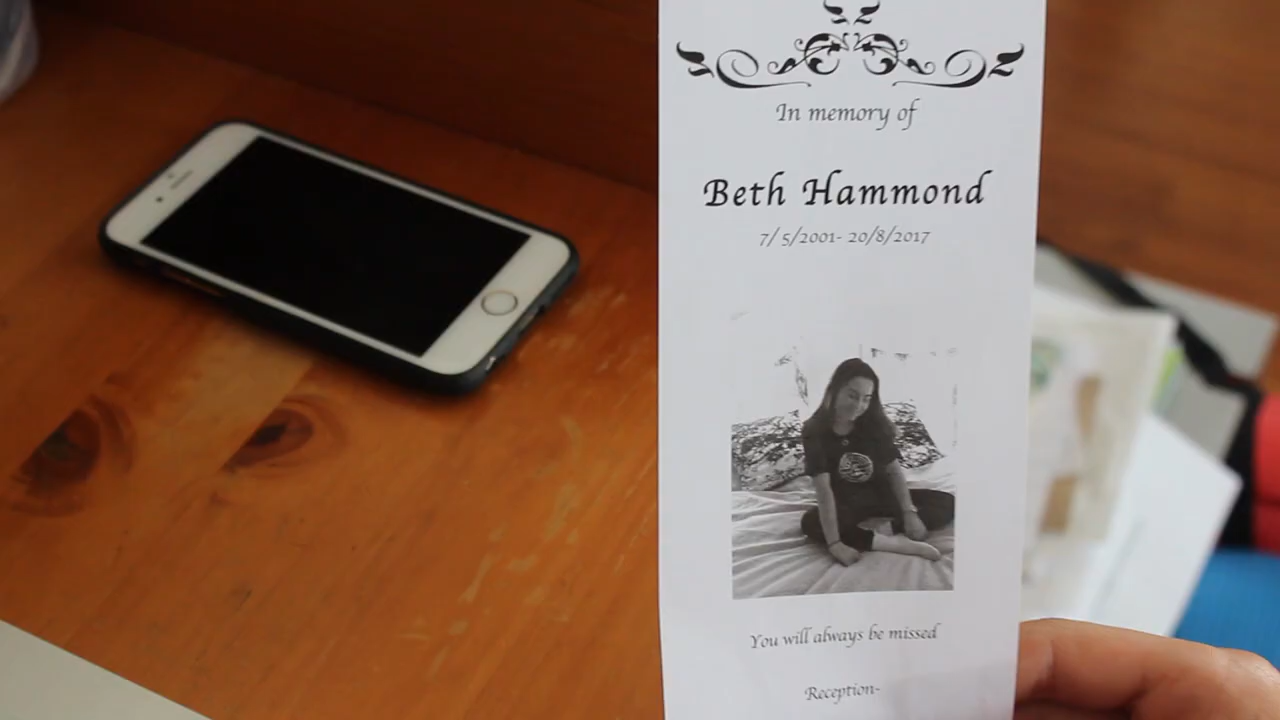 In memory of
Beth Hammond
7/ 5/2001- 20/8/2017
You will always be missed
Reception-